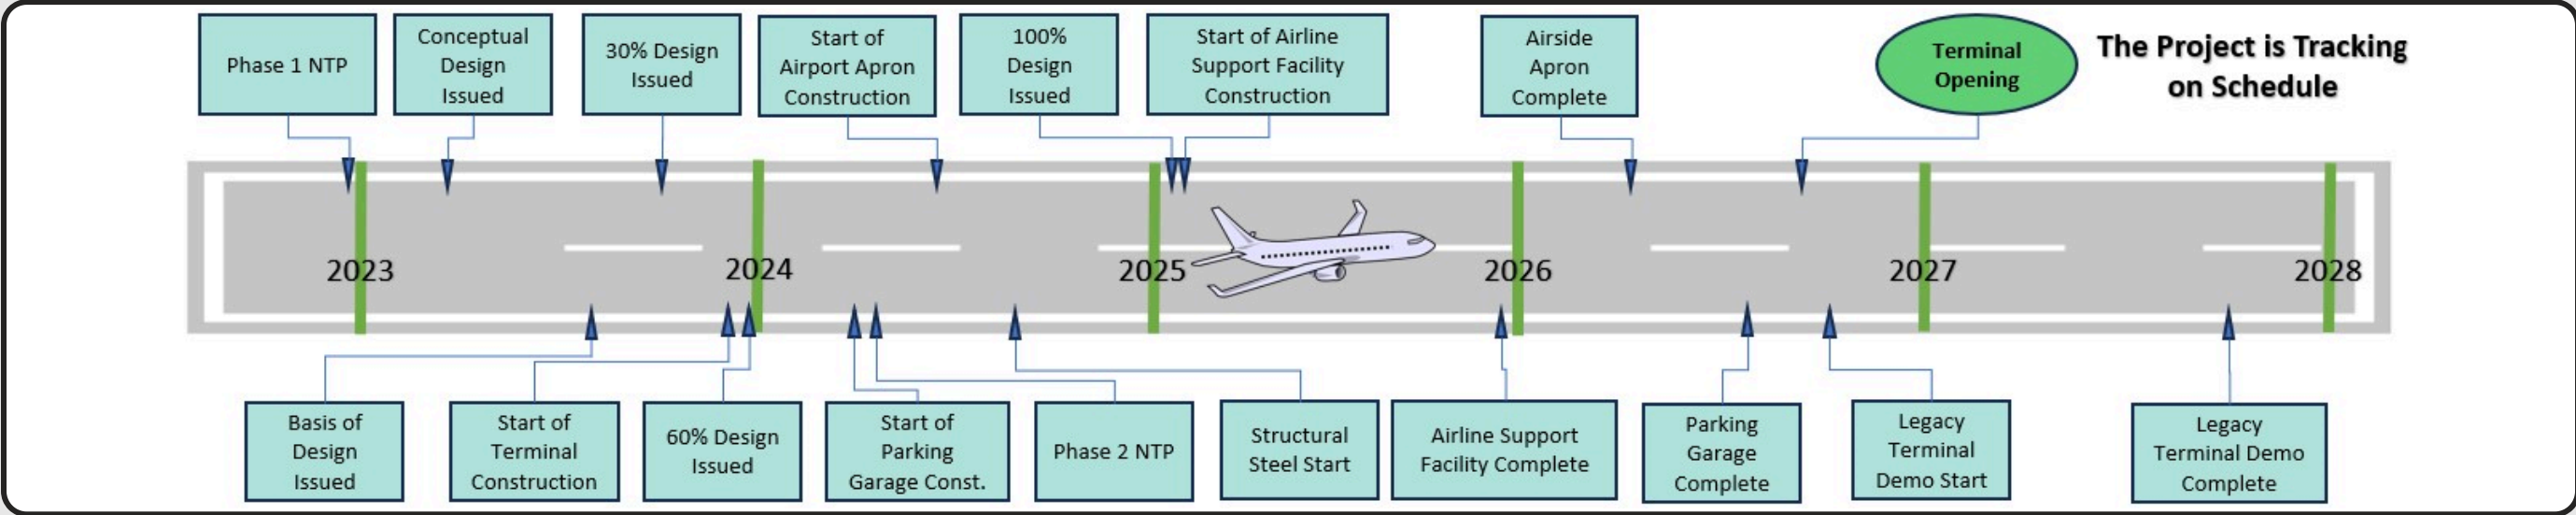 Phase 1 NTP
Conceptual
Design
Issued
30% Design
Issued
Start of
Airport Apron
Construction
100%
Design
Issued
Start of Airline
Support Facility
Construction
Airside
Apron
Complete
Terminal
Opening
The Project is Tracking
on Schedule
2023
2024
2025
2026
2027
2028
Basis of
Design
Issued
Start of
Terminal
Construction
60% Design
Issued
Start of
Parking
Garage Const.
Phase 2 NTP
Structural
Steel Start
Airline Support
Facility Complete
Parking
Garage
Complete
Legacy
Terminal
Demo Start
Legacy
Terminal Demo
Complete